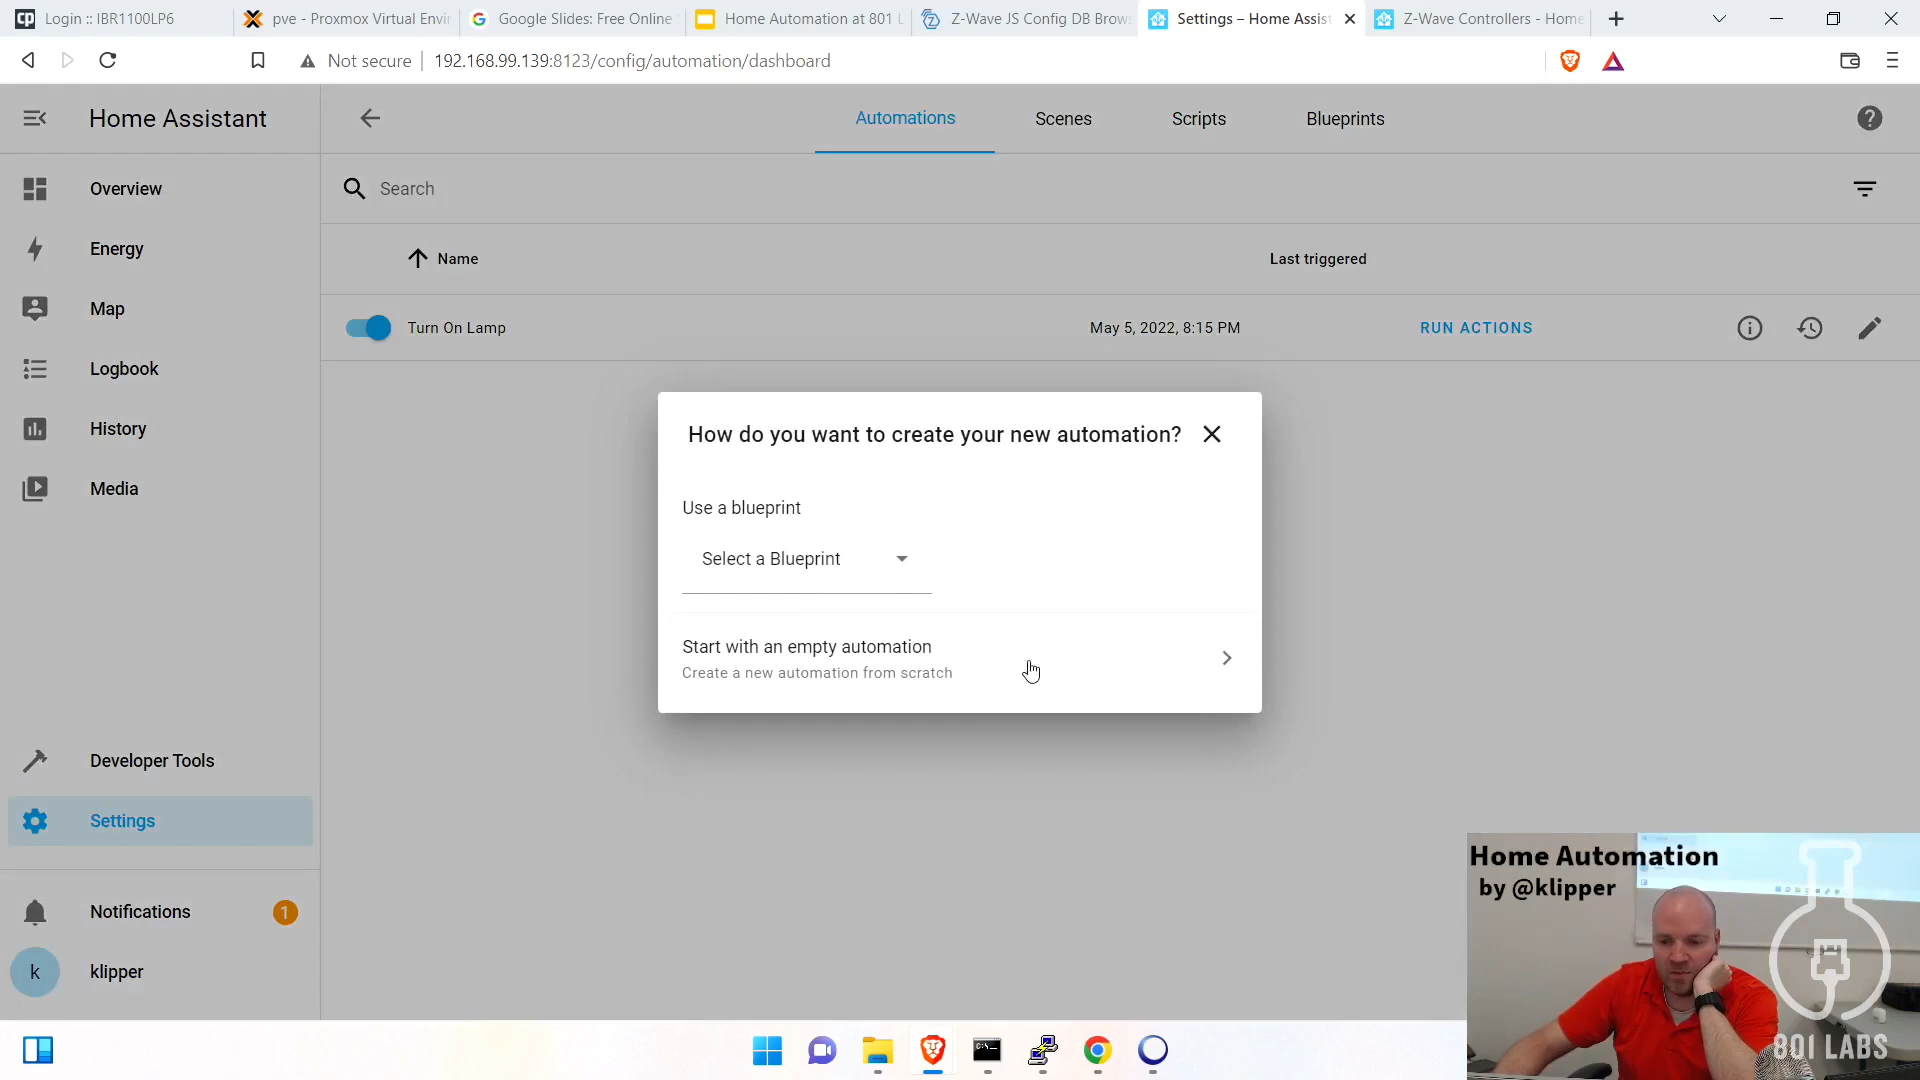 Login :: IBR1100LP6
pve - Proxmox Virtual Envir
Google Slides: Free Online
Home Automation at 801 L
Z-Wave JS Config DB Brows
Settings – Home Assist
Z-Wave Controllers - Home
Not secure
192.168.99.139:8123/config/automation/dashboard
Home Assistant
Automations
Scenes
Scripts
Blueprints
Overview
Search
Energy
Name
Last triggered
Map
Turn On Lamp
May 5, 2022, 8:15 PM
RUN ACTIONS
Logbook
History
Media
How do you want to create your new automation?
Use a blueprint
Select a Blueprint
Start with an empty automation
Create a new automation from scratch
Developer Tools
Settings
Notifications
1
k
klipper
Home Automation
by @klipper
801 LABS